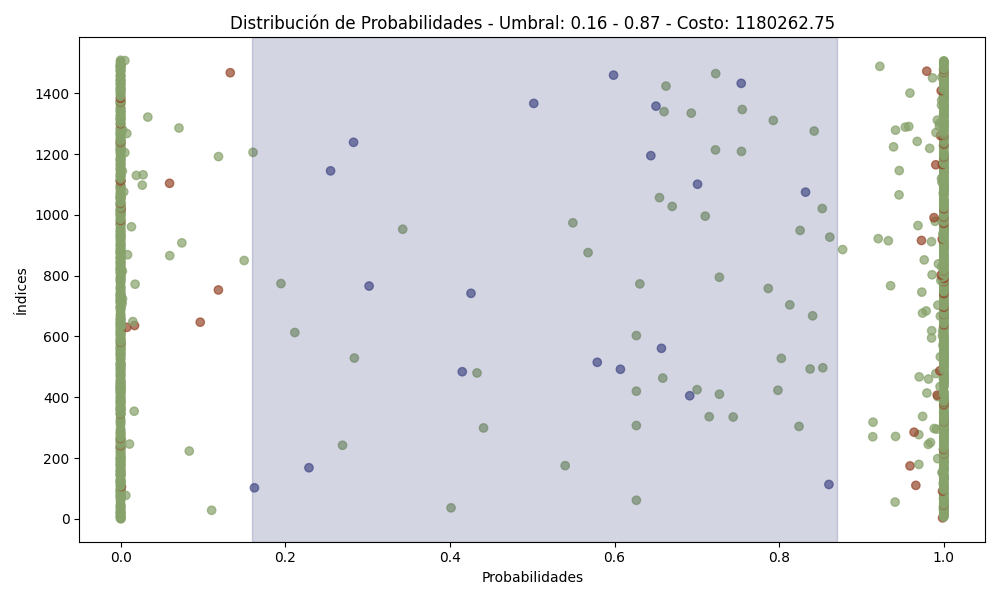 Distribución de Probabilidades - Umbral: 0.16 - 0.87 - Costo: 1180262.75
Índices
1400
1200
1000
800
600
400
200
0
0.0 0.2 0.4 0.6 0.8 1.0
Probabilidades